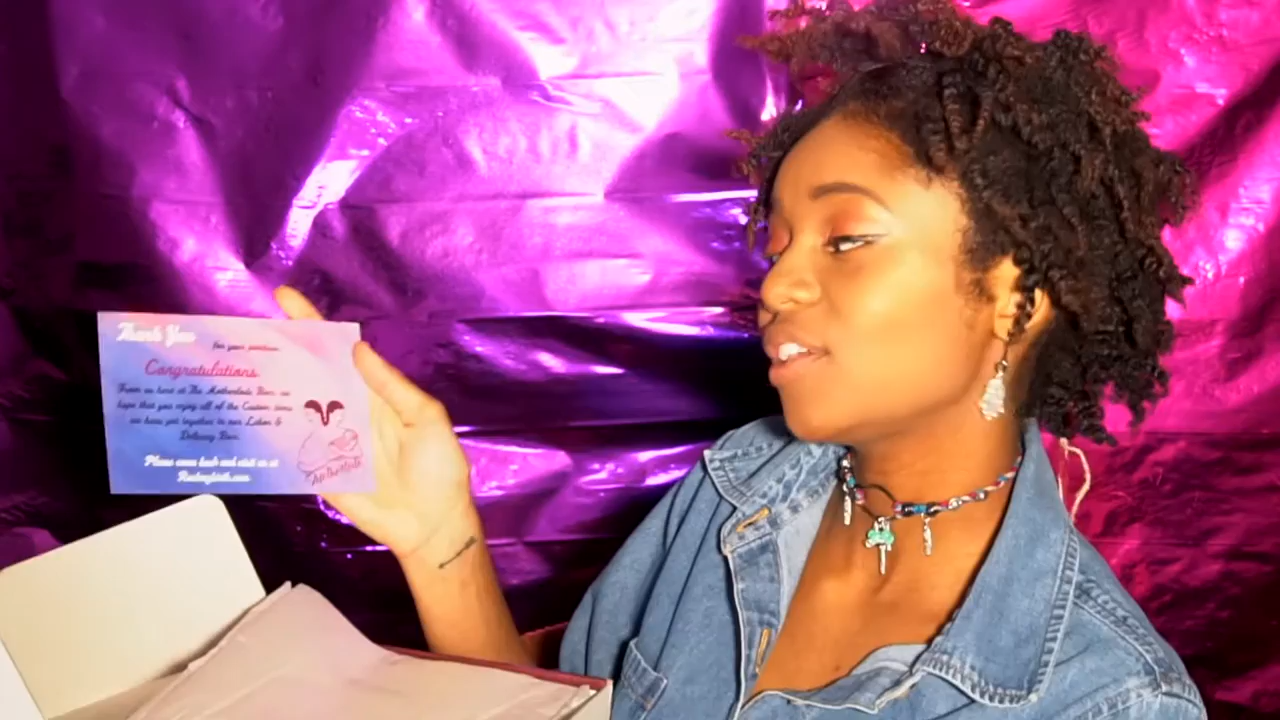 Thank You
for your purchase
Congratulations
From us here at The Motherlode Box, we
hope that you enjoy all of the Custom items
we have put together in our Labor &
Delivery Box.
Please come back and visit us at
Motherlode